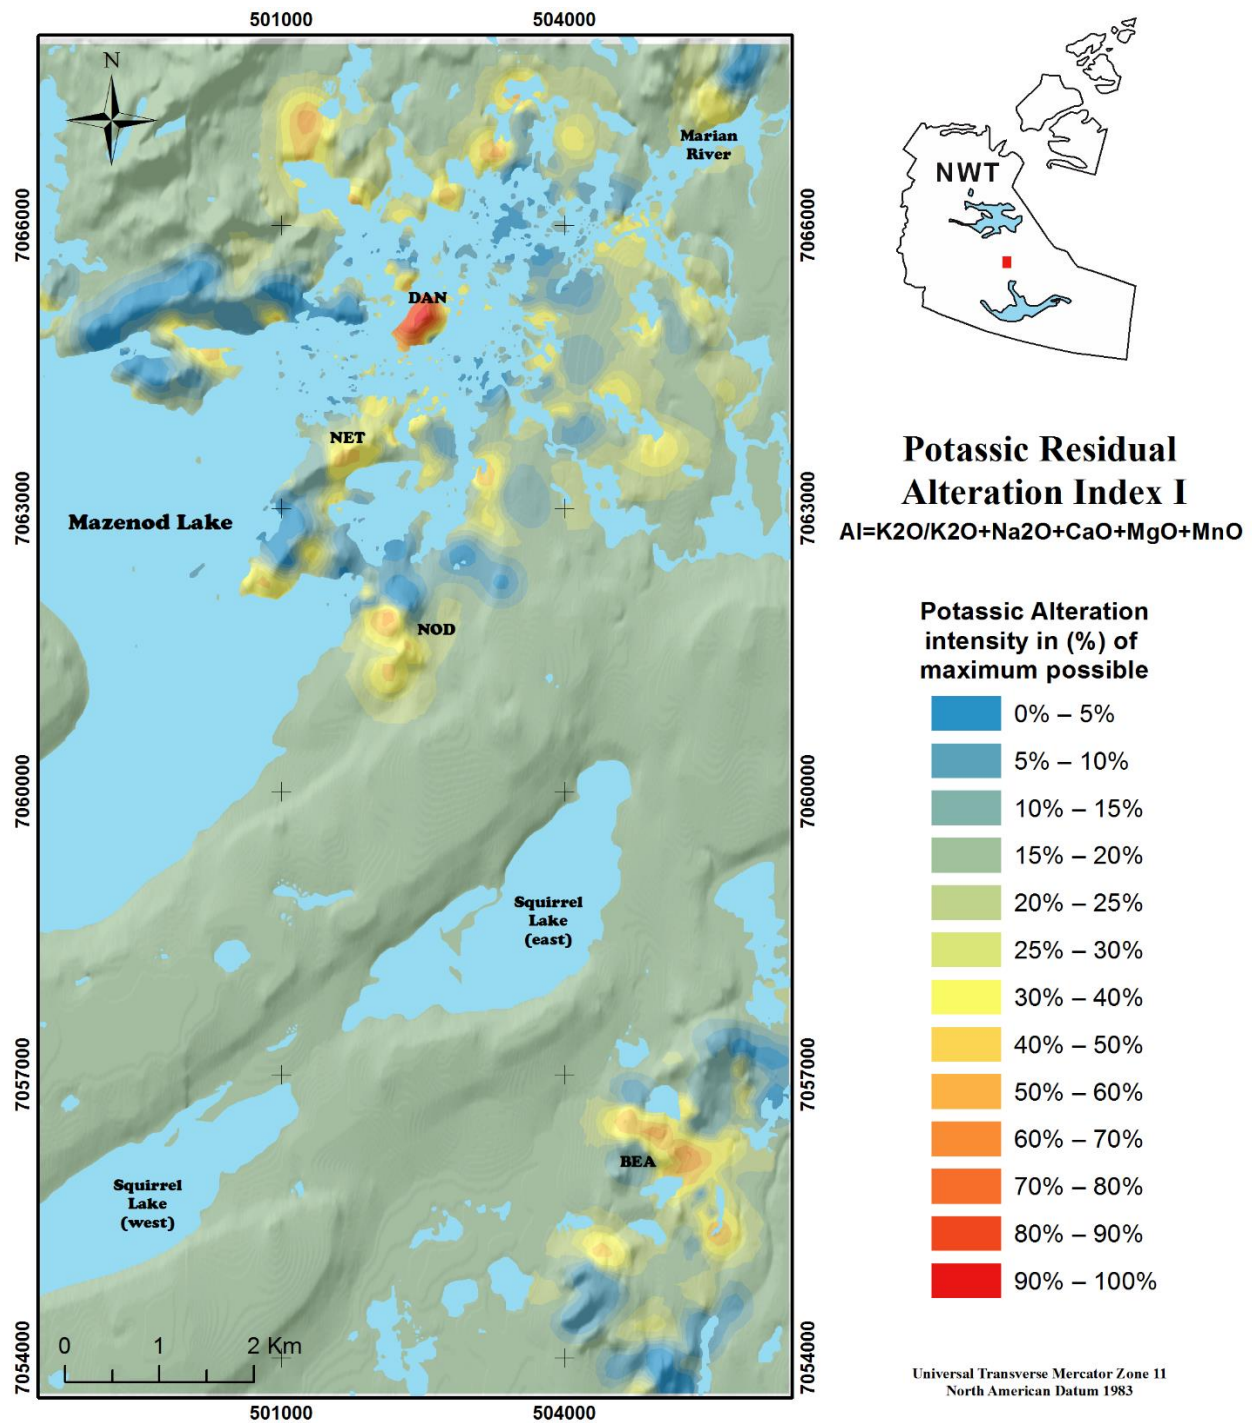 501000
504000
N
Marian
River
NWT
7066000
7066000
DAN
NET
7063000
7063000
Mazenod Lake
NOD
Potassic Residual
Alteration Index I
AI=K2O/K2O+Na2O+CaO+MgO+MnO
Potassic Alteration
intensity in (%) of
maximum possible
0% – 5%
5% – 10%
10% – 15%
15% – 20%
20% – 25%
25% – 30%
30% – 40%
40% – 50%
50% – 60%
60% – 70%
70% – 80%
80% – 90%
90% – 100%
7060000
7060000
Squirrel
Lake
(east)
7057000
7057000
BEA
Squirrel
Lake
(west)
0 1 2 Km
7054000
7054000
501000
504000
Universal Transverse Mercator Zone 11
North American Datum 1983